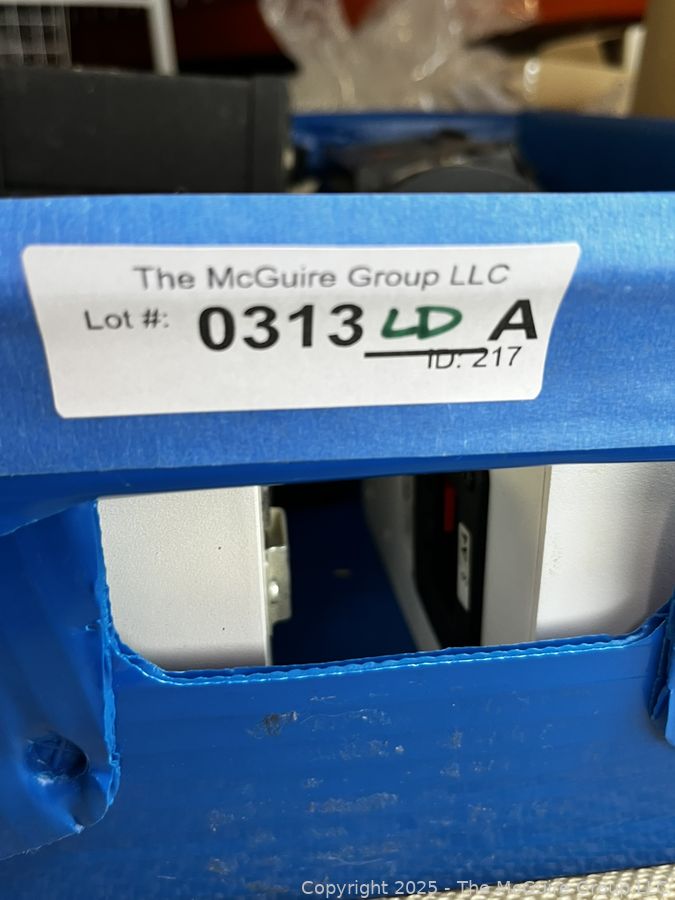 The McGuire Group LLC
Lot #: 0313 LD A
ID: 217
Copyright 2025 - The McGuire Group LLC